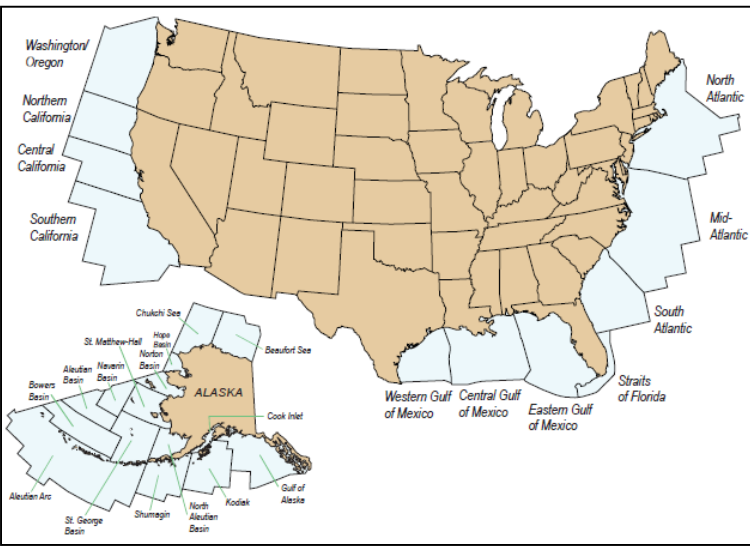 Washington/
Oregon
Northern
California
Central
California
Southern
California
North
Atlantic
Mid-
Atlantic
South
Atlantic
Straits
of Florida
Western Gulf
of Mexico
Central Gulf
of Mexico
Eastern Gulf
of Mexico
Chukchi Sea
Beaufort Sea
Hope
Basin
St. Matthew-Hall
Norton
Basin
Navarin
Basin
Aleutian
Basin
Bowers
Basin
ALASKA
Cook Inlet
Aleutian Arc
St. George
Basin
Shumagin
North
Aleutian
Basin
Kodiak
Gulf of
Alaska